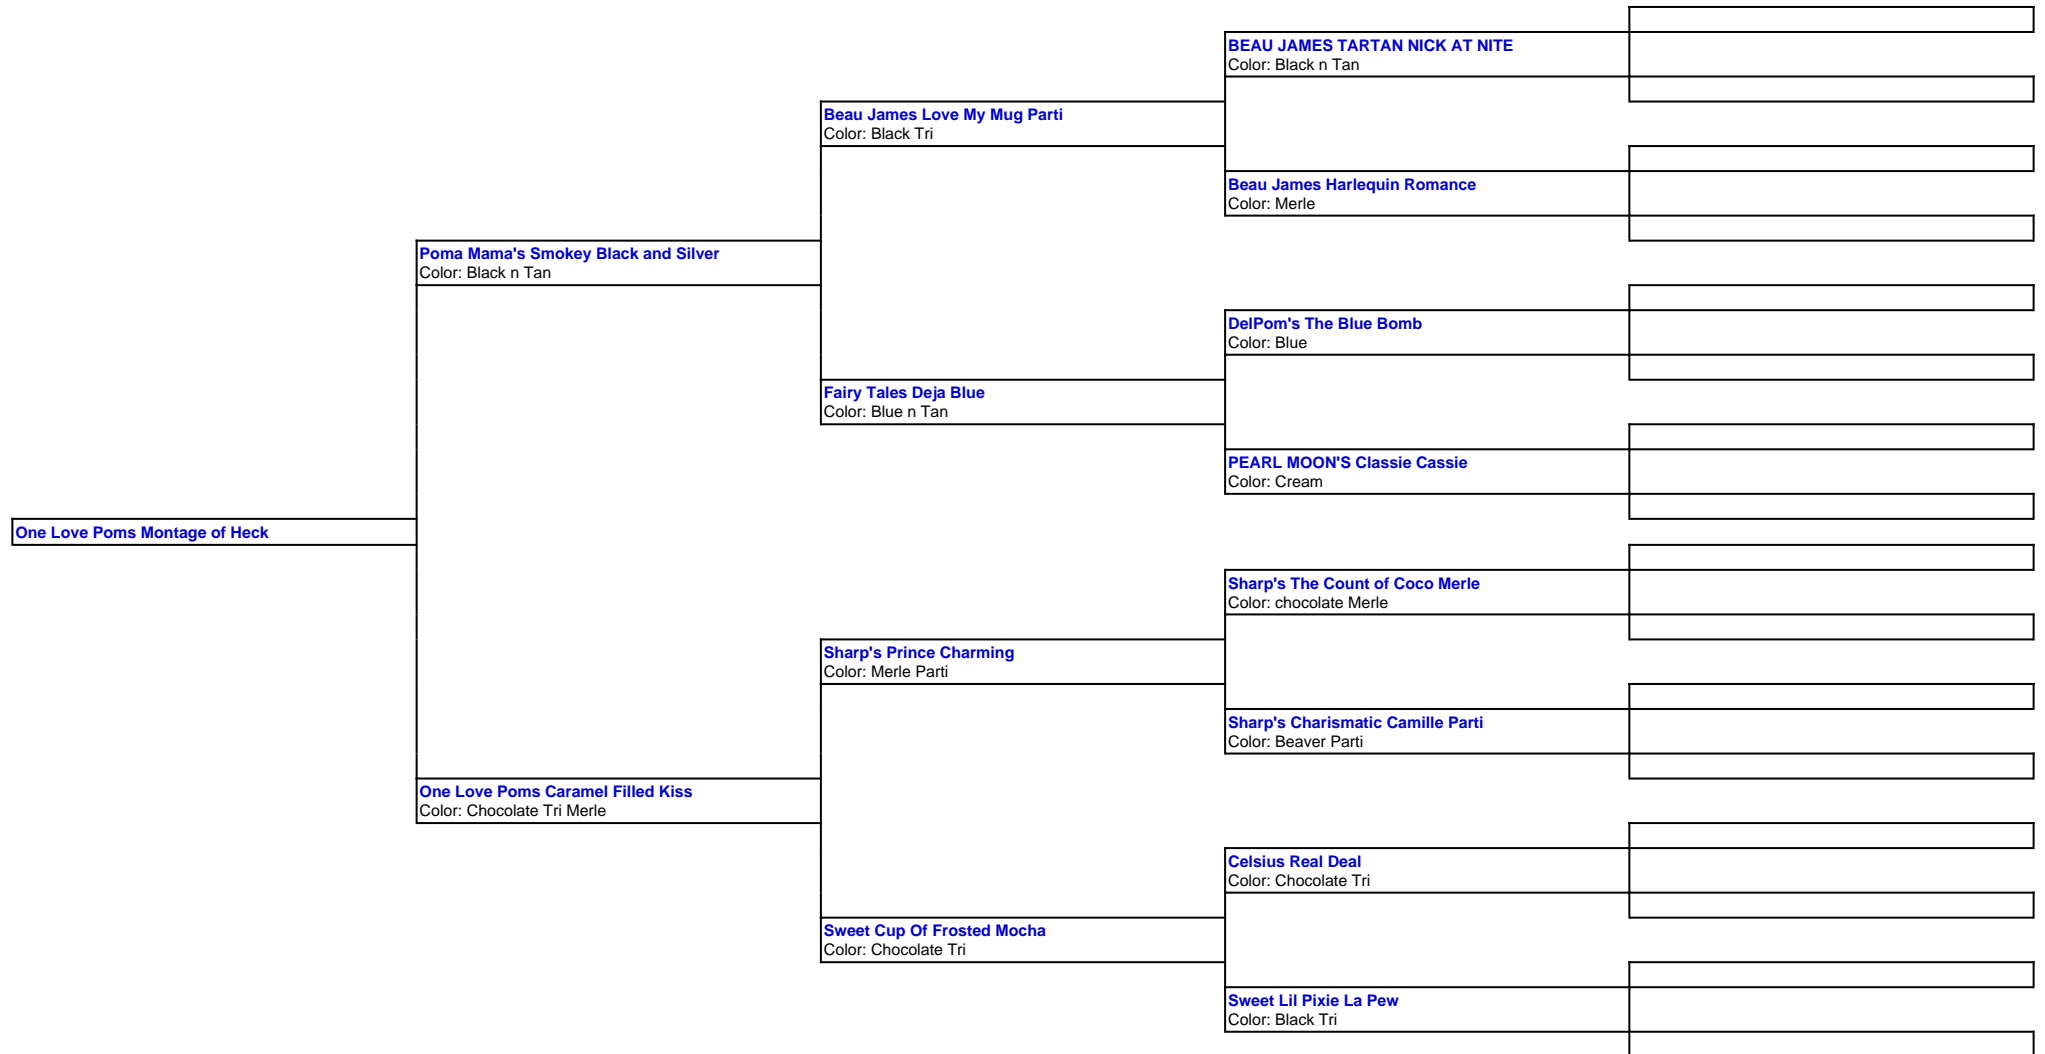 BEAU JAMES TARTAN NICK AT NITE
Color: Black n Tan
Beau James Love My Mug Parti
Color: Black Tri
Beau James Harlequin Romance
Color: Merle
Poma Mama's Smokey Black and Silver
Color: Black n Tan
DelPom's The Blue Bomb
Color: Blue
Fairy Tales Deja Blue
Color: Blue n Tan
PEARL MOON'S Classie Cassie
Color: Cream
One Love Poms Montage of Heck
Sharp's The Count of Coco Merle
Color: chocolate Merle
Sharp's Prince Charming
Color: Merle Parti
Sharp's Charismatic Camille Parti
Color: Beaver Parti
One Love Poms Caramel Filled Kiss
Color: Chocolate Tri Merle
Celsius Real Deal
Color: Chocolate Tri
Sweet Cup Of Frosted Mocha
Color: Chocolate Tri
Sweet Lil Pixie La Pew
Color: Black Tri